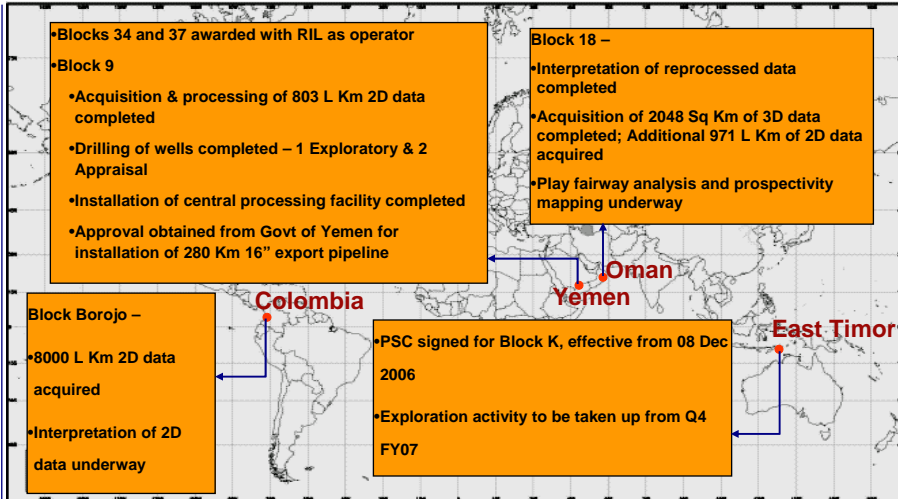 •Blocks 34 and 37 awarded with RIL as operator
•Block 9
•Acquisition & processing of 803 L Km 2D data
completed
•Drilling of wells completed – 1 Exploratory & 2
Appraisal
•Installation of central processing facility completed
•Approval obtained from Govt of Yemen for
installation of 280 Km 16” export pipeline
Block 18 –
•Interpretation of reprocessed data
completed
•Acquisition of 2048 Sq Km of 3D data
completed; Additional 971 L Km of 2D data
acquired
•Play fairway analysis and prospectivity
mapping underway
Oman
Yemen
Colombia
East Timor
Block Borojo –
•8000 L Km 2D data
acquired
•Interpretation of 2D
data underway
•PSC signed for Block K, effective from 08 Dec
2006
•Exploration activity to be taken up from Q4
FY07